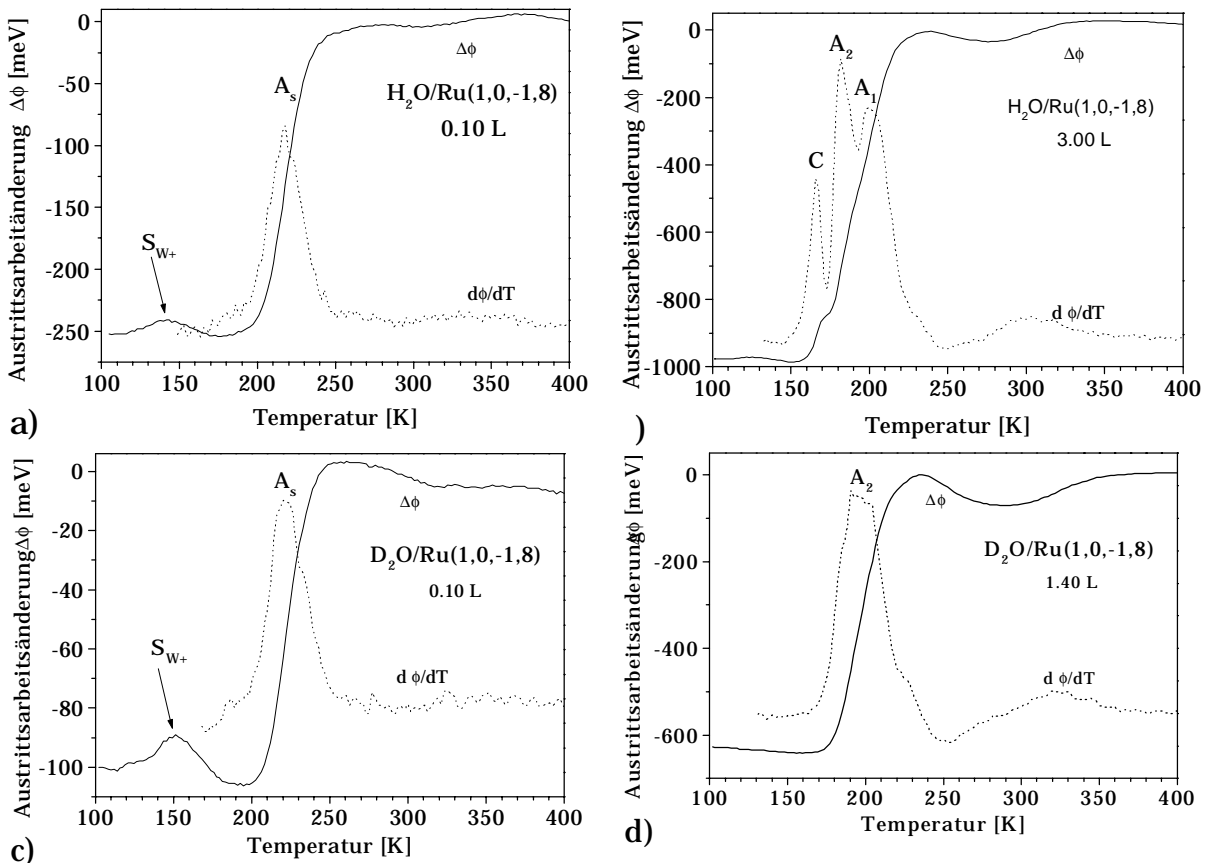 Austrittsarbeitänderung Δϕ [meV]
0
-50
-100
-150
-200
-250
Δϕ
A_s
H₂O/Ru(1,0,-1,8)
0.10 L
S_W+
dϕ/dT
100 150 200 250 300 350 400
Temperatur [K]
a)
Austrittsarbeitsänderung Δϕ [meV]
0
-200
-400
-600
-800
-1000
A₂
A₁
C
Δϕ
H₂O/Ru(1,0,-1,8)
3.00 L
d ϕ/dT
100 150 200 250 300 350 400
Temperatur [K]
)
Austrittsarbeitsänderung Δϕ [meV]
0
-20
-40
-60
-80
-100
A_s
Δϕ
D₂O/Ru(1,0,-1,8)
0.10 L
S_W+
d ϕ/dT
100 150 200 250 300 350 400
Temperatur [K]
c)
Austrittsarbeitsänderung Δϕ [meV]
0
-200
-400
-600
A₂
Δϕ
D₂O/Ru(1,0,-1,8)
1.40 L
d ϕ/dT
100 150 200 250 300 350 400
Temperatur [K]
d)